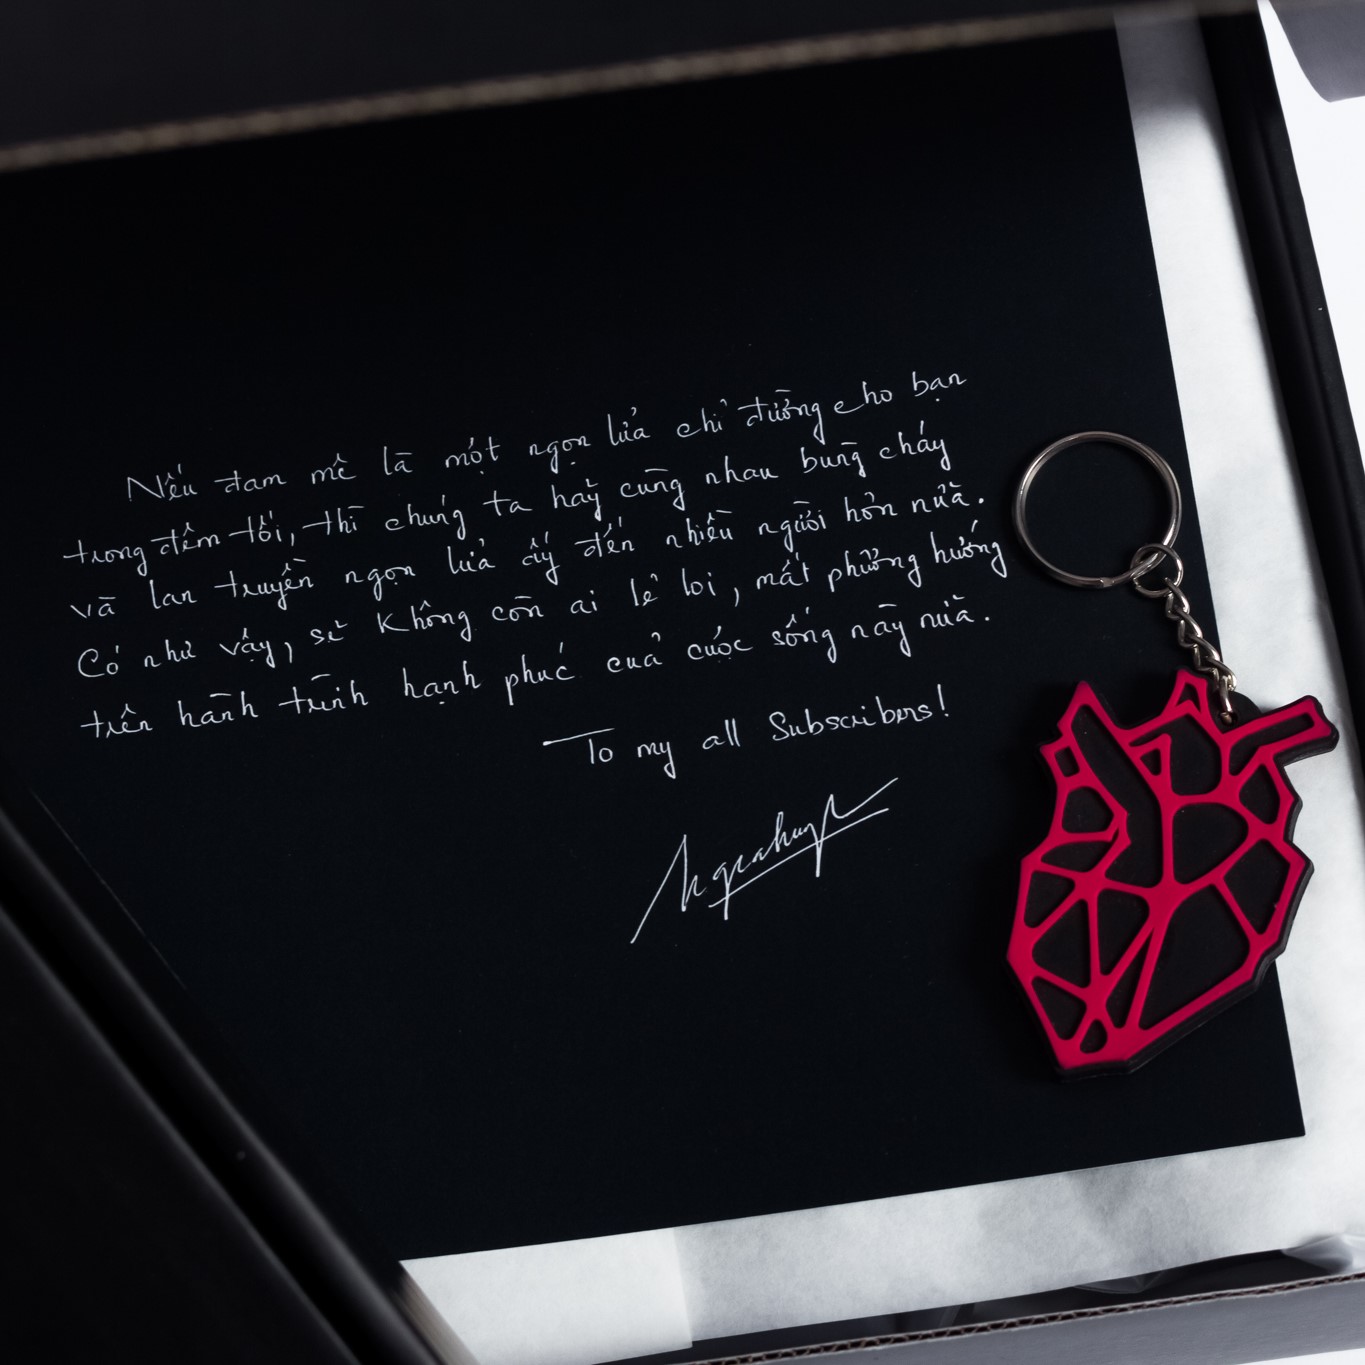 Nếu đam mê là một ngọn lửa chỉ đường cho bạn
trong đêm tối, thì chúng ta hãy cùng nhau bùng cháy
và lan truyền ngọn lửa ấy đến nhiều người hơn nữa.
Có như vậy, sẽ không còn ai lẻ loi, mất phương hướng
trên hành trình hạnh phúc của cuộc sống này nữa.
To my all Subscribers!